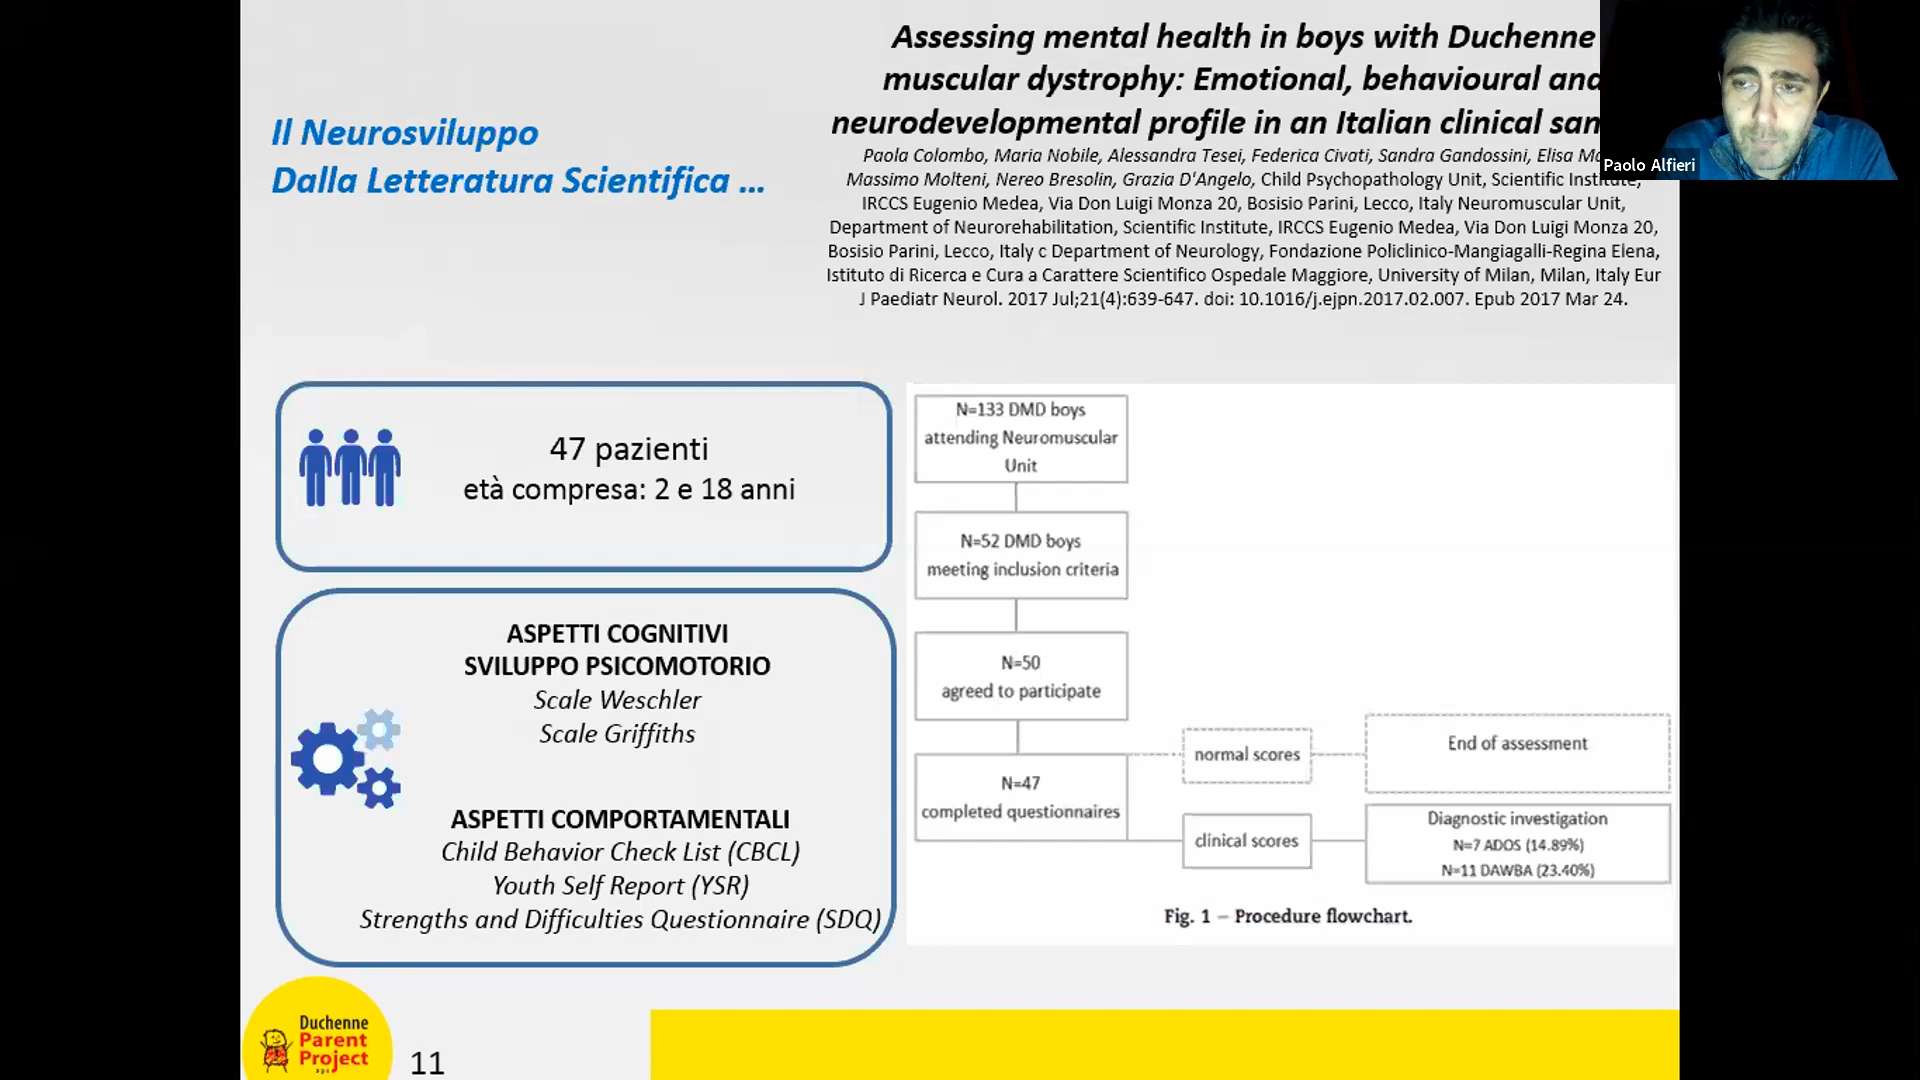 Il Neurosviluppo
Dalla Letteratura Scientifica ...
Assessing mental health in boys with Duchenne
muscular dystrophy: Emotional, behavioural and
neurodevelopmental profile in an Italian clinical
Paola Colombo, Maria Nobile, Alessandra Tesei, Federica Civati, Sandra Gandossini, Elisa
Massimo Molteni, Nereo Bresolin, Grazia D'Angelo, Child Psychopathology Unit, Scientific Institute,
IRCCS Eugenio Medea, Via Don Luigi Monza 20, Bosisio Parini, Lecco, Italy Neuromuscular Unit,
Department of Neurorehabilitation, Scientific Institute, IRCCS Eugenio Medea, Via Don Luigi Monza 20,
Bosisio Parini, Lecco, Italy c Department of Neurology, Fondazione Policlinico-Mangiagalli-Regina Elena,
Istituto di Ricerca e Cura a Carattere Scientifico Ospedale Maggiore, University of Milan, Milan, Italy Eur
J Paediatr Neurol. 2017 Jul;21(4):639-647. doi: 10.1016/j.ejpn.2017.02.007. Epub 2017 Mar 24.
Paolo Alfieri
47 pazienti
età compresa: 2 e 18 anni
ASPETTI COGNITIVI
SVILUPPO PSICOMOTORIO
Scale Weschler
Scale Griffiths
ASPETTI COMPORTAMENTALI
Child Behavior Check List (CBCL)
Youth Self Report (YSR)
Strengths and Difficulties Questionnaire (SDQ)
N=133 DMD boys
attending Neuromuscular
Unit
N=52 DMD boys
meeting inclusion criteria
N=50
agreed to participate
N=47
completed questionnaires
normal scores
End of assessment
clinical scores
Diagnostic investigation
N=7 ADOS (14.89%)
N=11 DAWBA (23.40%)
Fig. 1 – Procedure flowchart.
Duchenne
Parent
Project
11